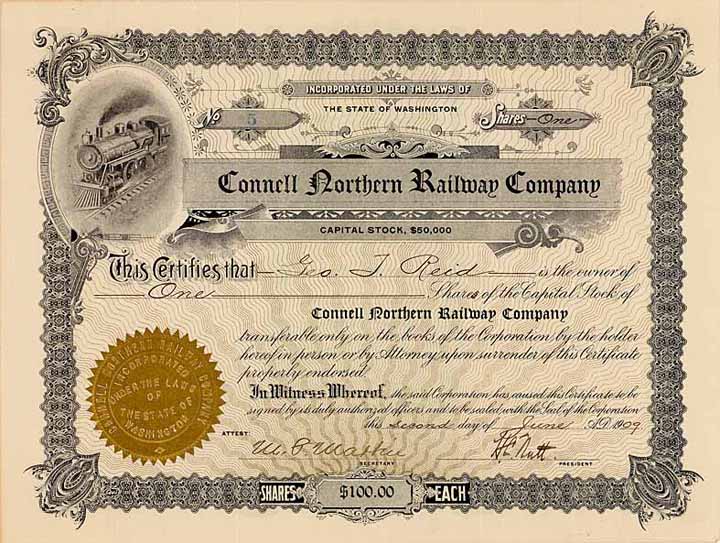 INCORPORATED UNDER THE LAWS OF
THE STATE OF WASHINGTON
No 5
Shares One
Connell Northern Railway Company
CAPITAL STOCK, $50,000
This Certifies that Geo. T. Reid is the owner of
One Shares of the Capital Stock of
Connell Northern Railway Company
transferable only on the books of the Corporation by the holder
hereof in person or by Attorney upon surrender of this Certificate
properly endorsed.
In Witness Whereof, the said Corporation has caused this Certificate to be
signed by its duly authorized officers and to be sealed with the Seal of the Corporation
this Second day of June A.D. 1909
CONNELL NORTHERN RAILWAY COMPANY
INCORPORATED
UNDER THE LAWS
OF
THE STATE OF
WASHINGTON
ATTEST:
SECRETARY
PRESIDENT
SHARES $100.00 EACH